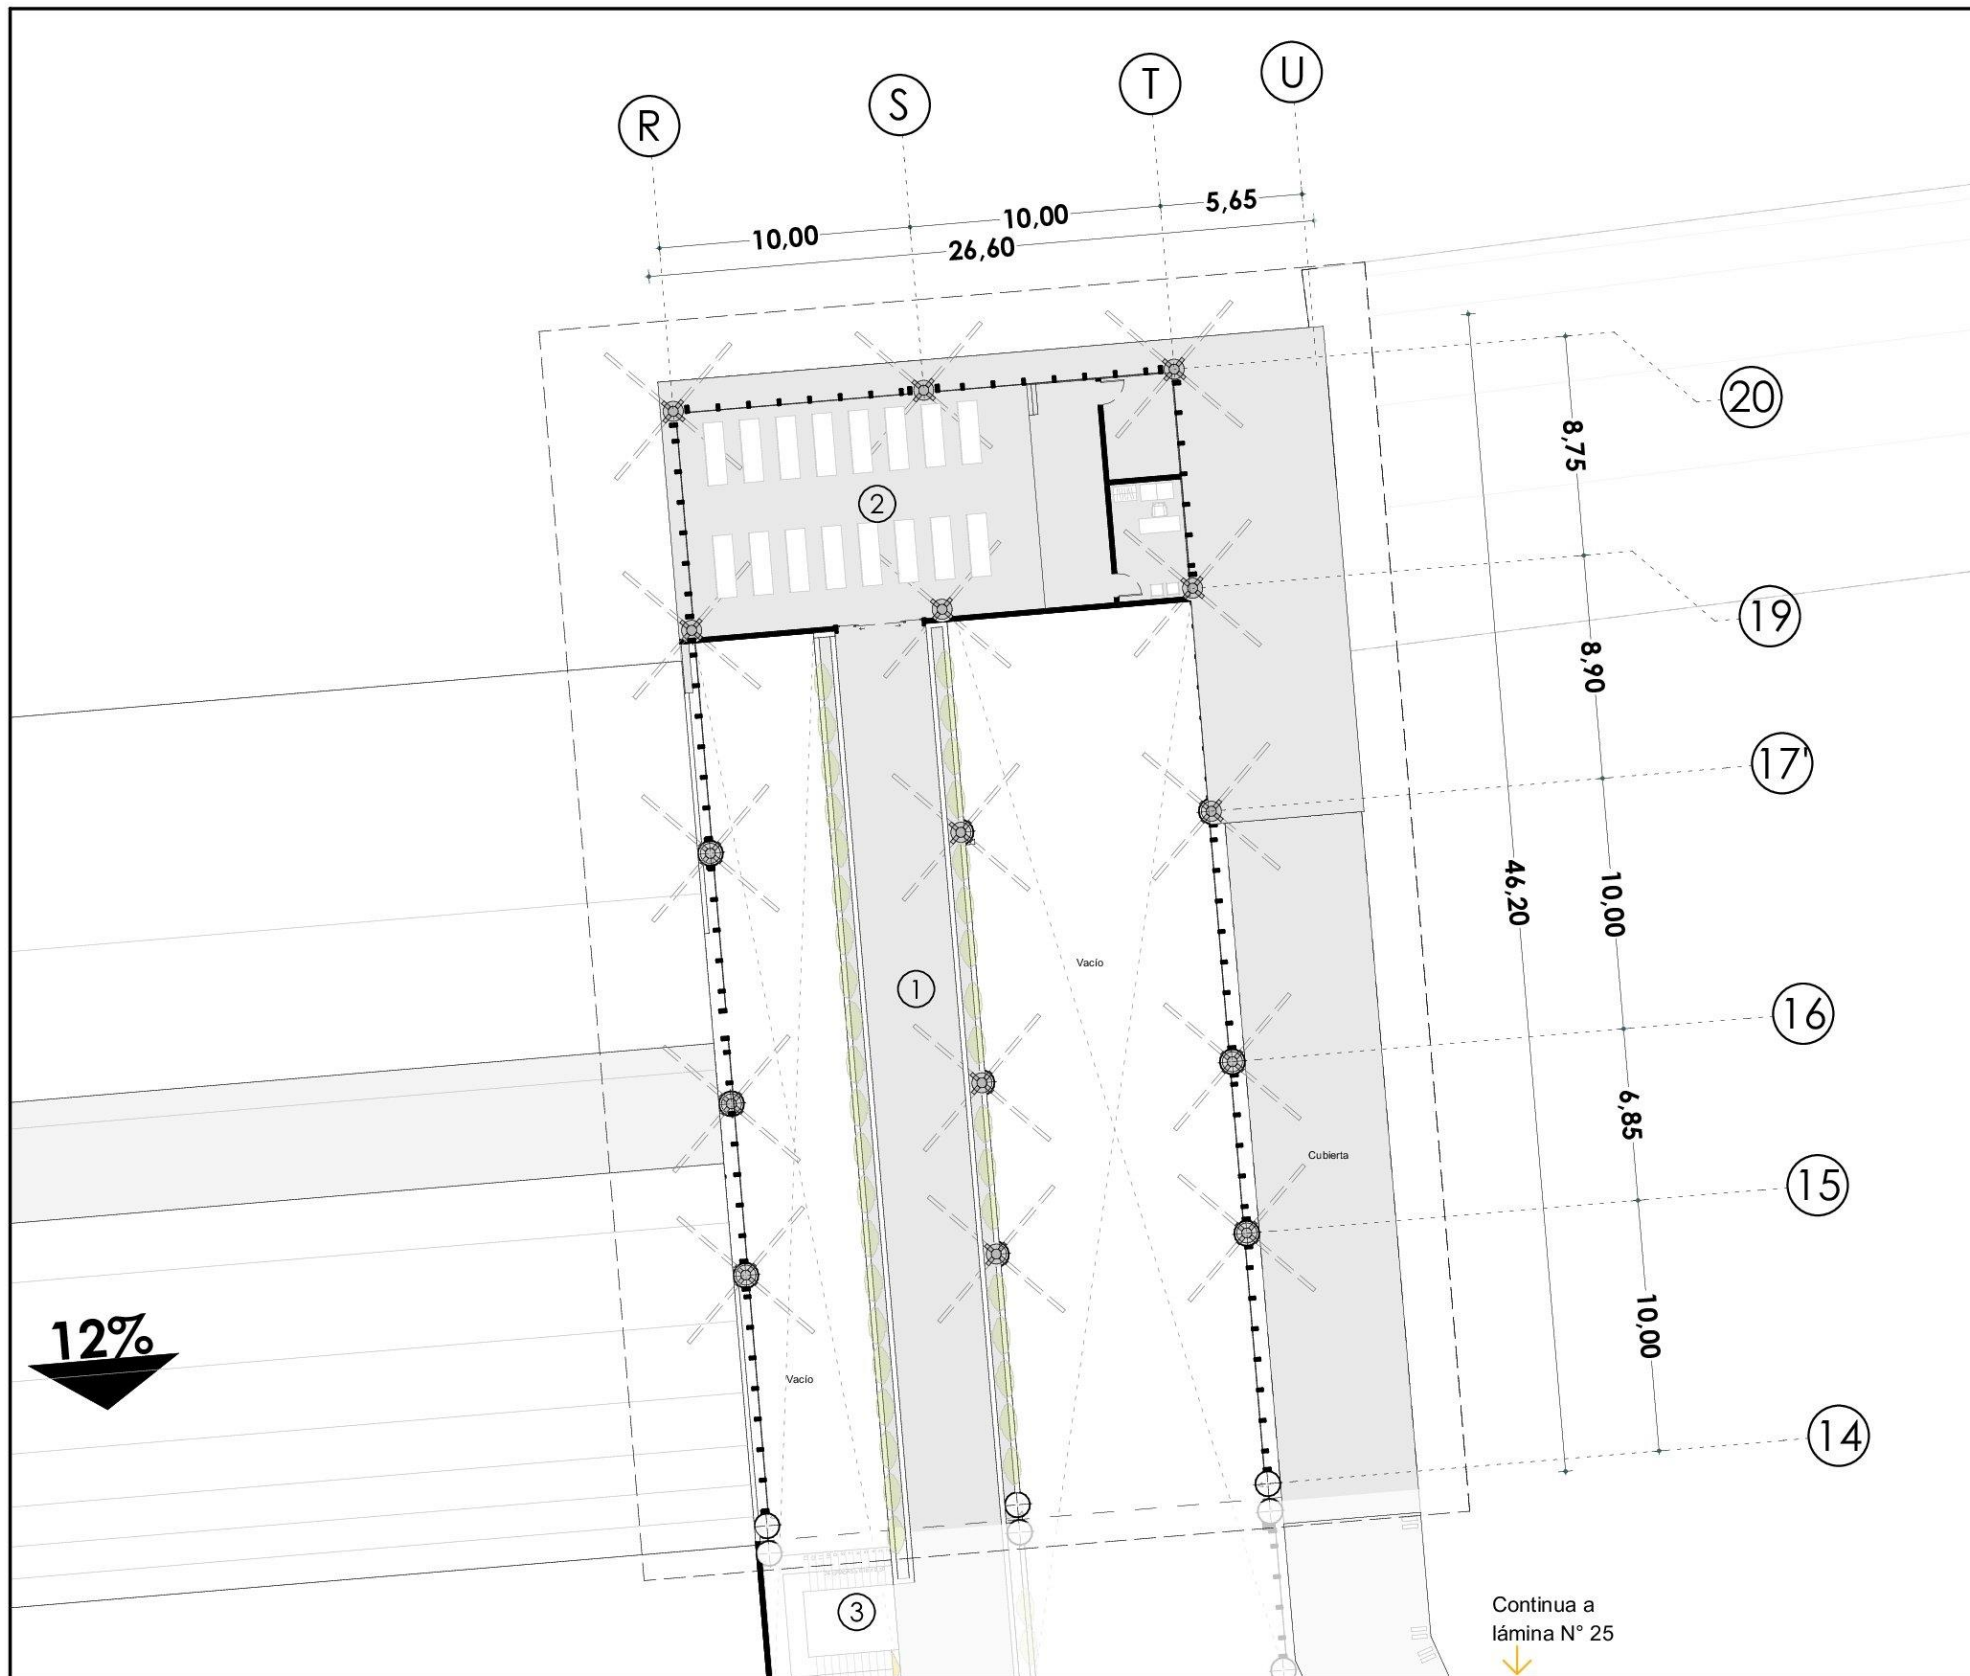 R
S
T
U
10,00
10,00
5,65
26,60
20
8,75
2
19
8,90
17'
Vacío
46,20
10,00
1
16
6,85
Cubierta
15
12%
10,00
Vacío
14
3
Continua a
lámina N° 25